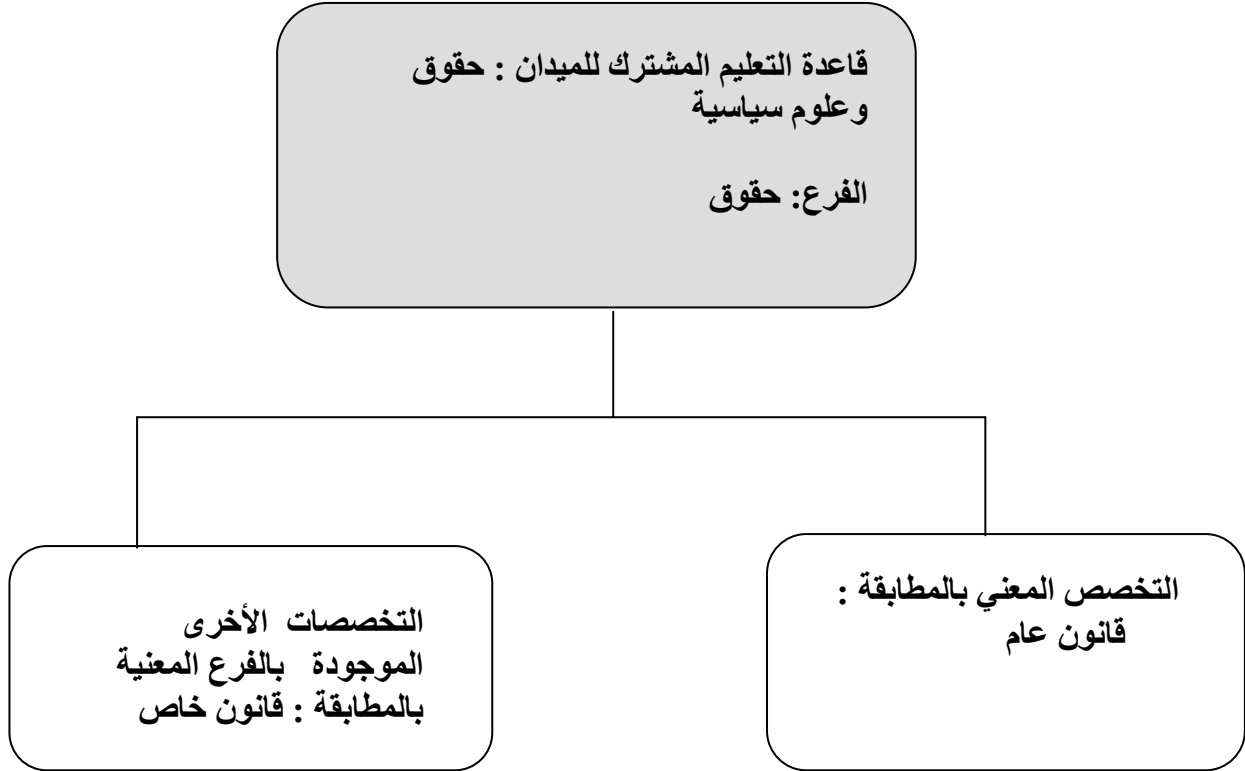 قاعدة التعليم المشترك للميدان : حقوق
وعلوم سياسية
الفرع: حقوق
التخصص المعني بالمطابقة :
قانون عام
التخصصات الأخرى
الموجودة بالفرع المعنية
بالمطابقة : قانون خاص